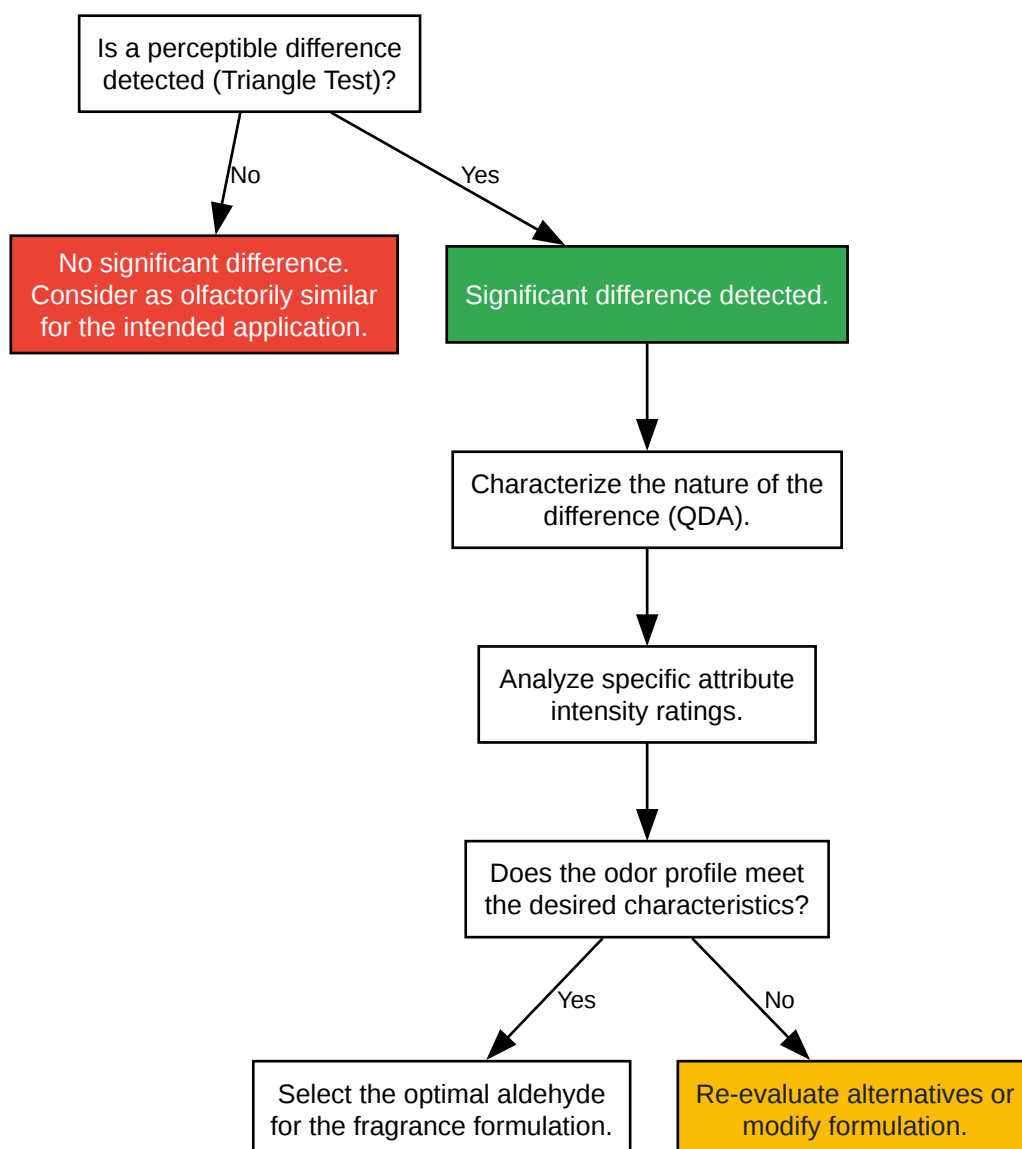 Is a perceptible difference
detected (Triangle Test)?
No
Yes
No significant difference.
Consider as olfactorily similar
for the intended application.
Significant difference detected.
Characterize the nature of the
difference (QDA).
Analyze specific attribute
intensity ratings.
Does the odor profile meet
the desired characteristics?
Yes
No
Select the optimal aldehyde
for the fragrance formulation.
Re-evaluate alternatives or
modify formulation.